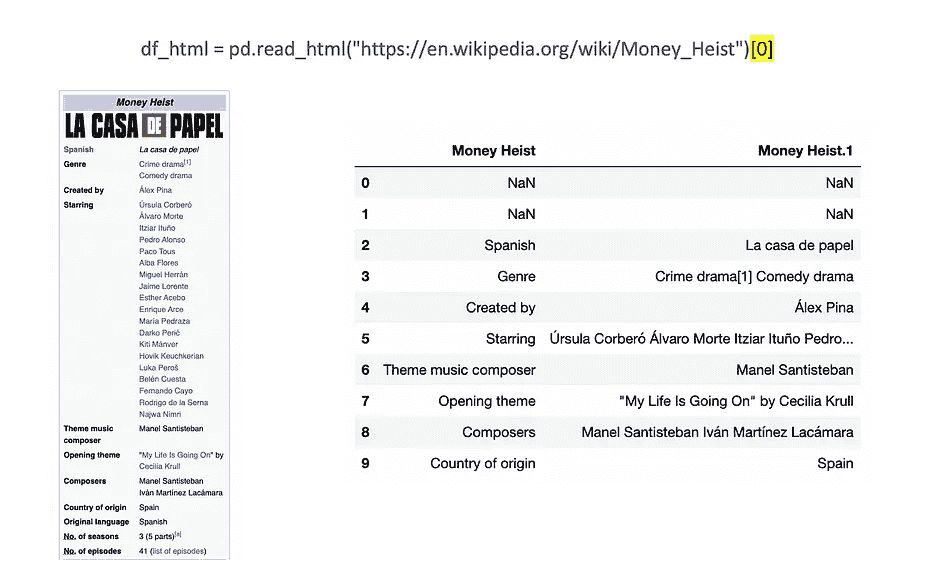 df_html = pd.read_html("https://en.wikipedia.org/wiki/Money_Heist")[0]
Money Heist
LA CASA DE PAPEL
Spanish La casa de papel
Genre Crime drama[1]
Comedy drama
Created by Álex Pina
Starring Úrsula Corberó
Álvaro Morte
Itziar Ituño
Pedro Alonso
Paco Tous
Alba Flores
Miguel Herrán
Jaime Lorente
Esther Acebo
Enrique Arce
María Pedraza
Darko Perić
Kiti Mánver
Hovik Keuchkerian
Luka Peroš
Belén Cuesta
Fernando Cayo
Rodrigo de la Serna
Najwa Nimri
Theme music Manel Santisteban
composer
Opening theme "My Life Is Going On" by
Cecilia Krull
Composers Manel Santisteban
Iván Martínez Lacámara
Country of origin Spain
Original language Spanish
No. of seasons 3 (5 parts)[a]
No. of episodes 41 (list of episodes)
Money Heist Money Heist.1
0 NaN NaN
1 NaN NaN
2 Spanish La casa de papel
3 Genre Crime drama[1] Comedy drama
4 Created by Álex Pina
5 Starring Úrsula Corberó Álvaro Morte Itziar Ituño Pedro...
6 Theme music composer Manel Santisteban
7 Opening theme "My Life Is Going On" by Cecilia Krull
8 Composers Manel Santisteban Iván Martínez Lacámara
9 Country of origin Spain